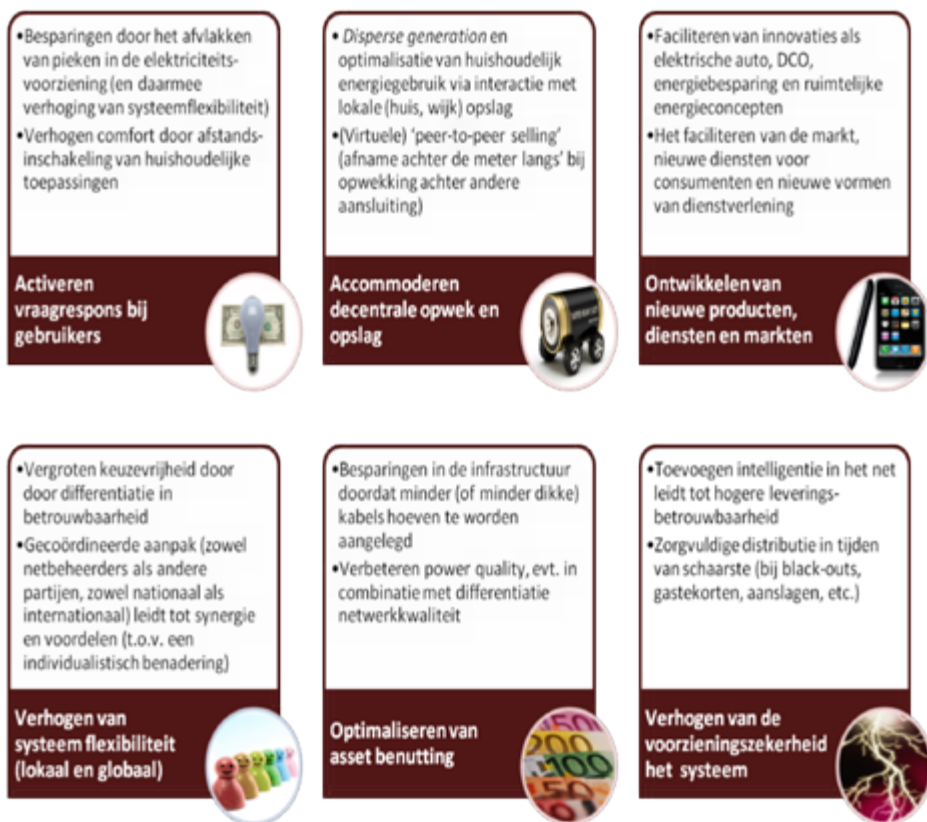 •Besparingen door het afvlakken
van pieken in de elektriciteits-
voorziening (en daarmee
verhoging van systeemflexibiliteit)
•Verhogen comfort door afstands-
inschakeling van huishoudelijke
toepassingen
Activeren
vraagrespons bij
gebruikers
• Disperse generation en
optimalisatie van huishoudelijk
energiegebruik via interactie met
lokale (huis, wijk) opslag
•(Virtuele) ‘peer-to-peer selling’
(afname achter de meter langs’ bij
opwekking achter andere
aansluiting)
Accommoderen
decentrale opwek en
opslag
•Faciliteren van innovaties als
elektrische auto, DCO,
energiebesparing en ruimtelijke
energieconcepten
•Het faciliteren van de markt,
nieuwe diensten voor
consumenten en nieuwe vormen
van dienstverlening
Ontwikkelen van
nieuwe producten,
diensten en markten
•Vergroten keuzevrijheid door
door differentiatie in
betrouwbaarheid
•Gecoördineerde aanpak (zowel
netbeheerders als andere
partijen, zowel nationaal als
internationaal) leidt tot synergie
en voordelen (t.o.v. een
individualistisch benadering)
Verhogen van
systeem flexibiliteit
(lokaal en globaal)
•Besparingen in de infrastructuur
doordat minder (of minder dikke)
kabels hoeven te worden
aangelegd
•Verbeteren power quality, evt. in
combinatie met differentiatie
netwerkkwaliteit
Optimaliseren van
asset benutting
200
100
50
•Toevoegen intelligentie in het net
leidt tot hogere leverings-
betrouwbaarheid
•Zorgvuldige distributie in tijden
van schaarste (bij black-outs,
gastekorten, aanslagen, etc.)
Verhogen van de
voorzieningszekerheid
het systeem